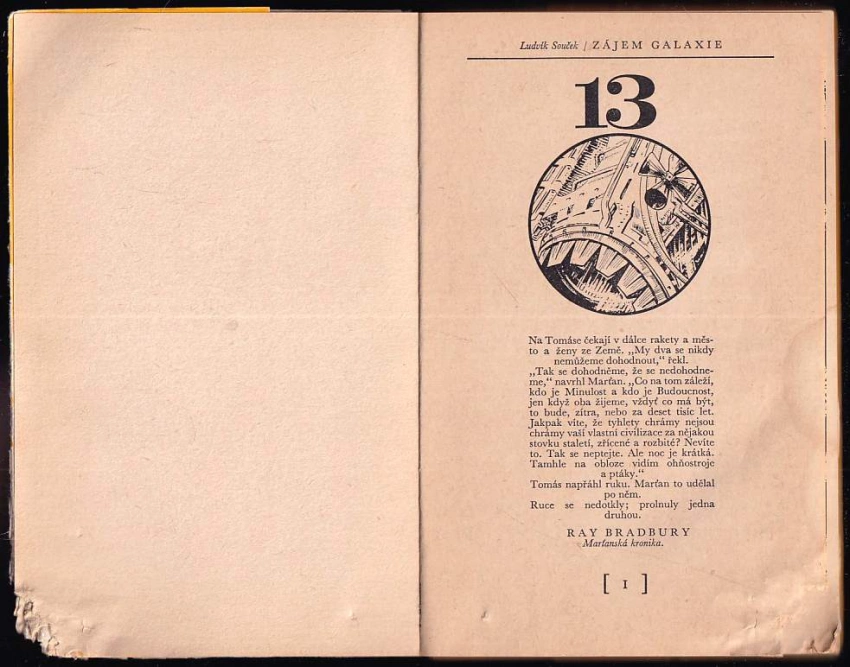 Ludvík Souček / ZÁJEM GALAXIE
13
Na Tomáse čekají v dálce rakety a měs-
to a ženy ze Země. „My dva se nikdy
nemůžeme dohodnout,“ řekl.
„Tak se dohodněme, že se nedohodne-
me,“ navrhl Marťan. „Co na tom záleží,
kdo je Minulost a kdo je Budoucnost,
jen když oba žijeme, vždyť co má být,
to bude, zítra, nebo za deset tisíc let.
Jakpak víte, že tyhlety chrámy nejsou
chrámy vaší vlastní civilizace za nějakou
stovku staletí, zřícené a rozbité? Nevíte
to. Tak se neptejte. Ale noc je krátká.
Tamhle na obloze vidím ohňostroje
a ptáky.“
Tomás napřáhl ruku. Marťan to udělal
po něm.
Ruce se nedotkly; prolnuly jedna
druhou.
RAY BRADBURY
Marťanská kronika.
[ 1 ]